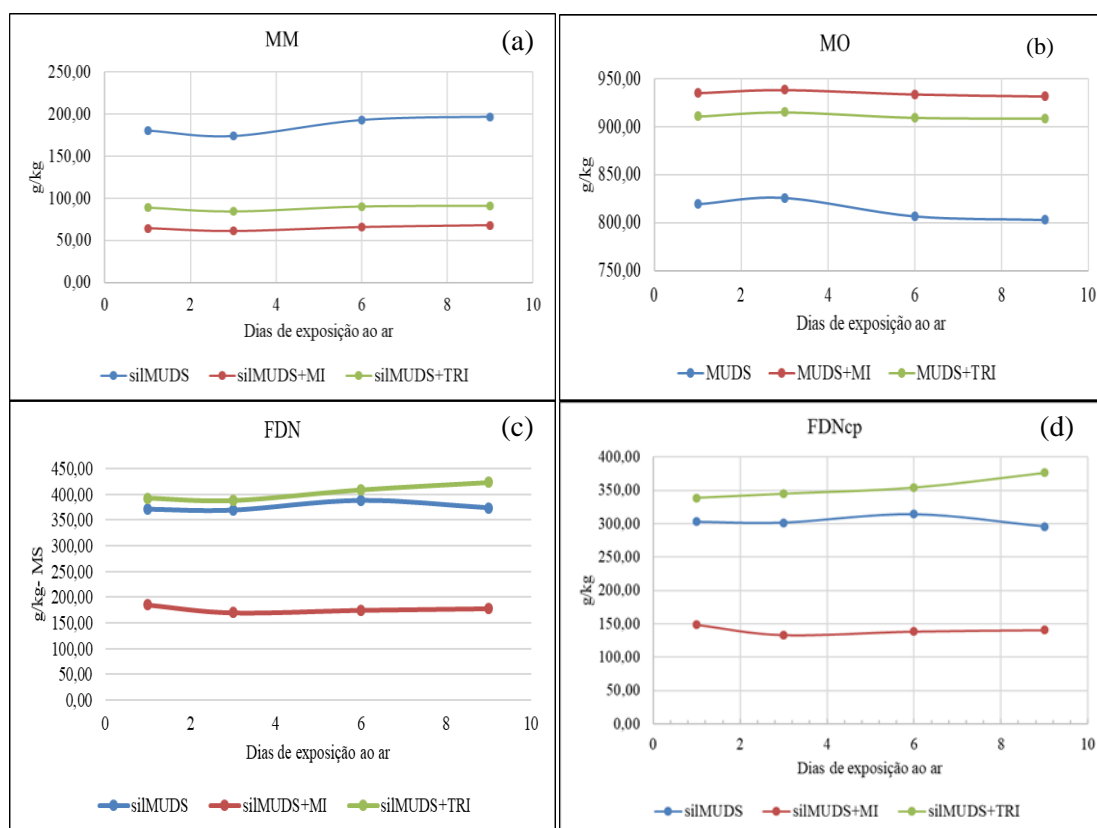 MM
(a)
250,00
200,00
150,00
100,00
50,00
0,00
g/kg
0 2 4 6 8 10
Dias de exposição ao ar
silMUDS silMUDS+MI silMUDS+TRI
MO
(b)
950,00
900,00
850,00
800,00
750,00
g/kg
0 2 4 6 8 10
Dias de exposição ao ar
MUDS MUDS+MI MUDS+TRI
FDN
(c)
450,00
400,00
350,00
300,00
250,00
200,00
150,00
100,00
50,00
0,00
g/kg- MS
0 2 4 6 8 10
Dias de exposição ao ar
silMUDS silMUDS+MI silMUDS+TRI
FDNcp
(d)
400,00
350,00
300,00
250,00
200,00
150,00
100,00
50,00
0,00
g/kg
0 2 4 6 8 10
Dias de exposição ao ar
silMUDS silMUDS+MI silMUDS+TRI